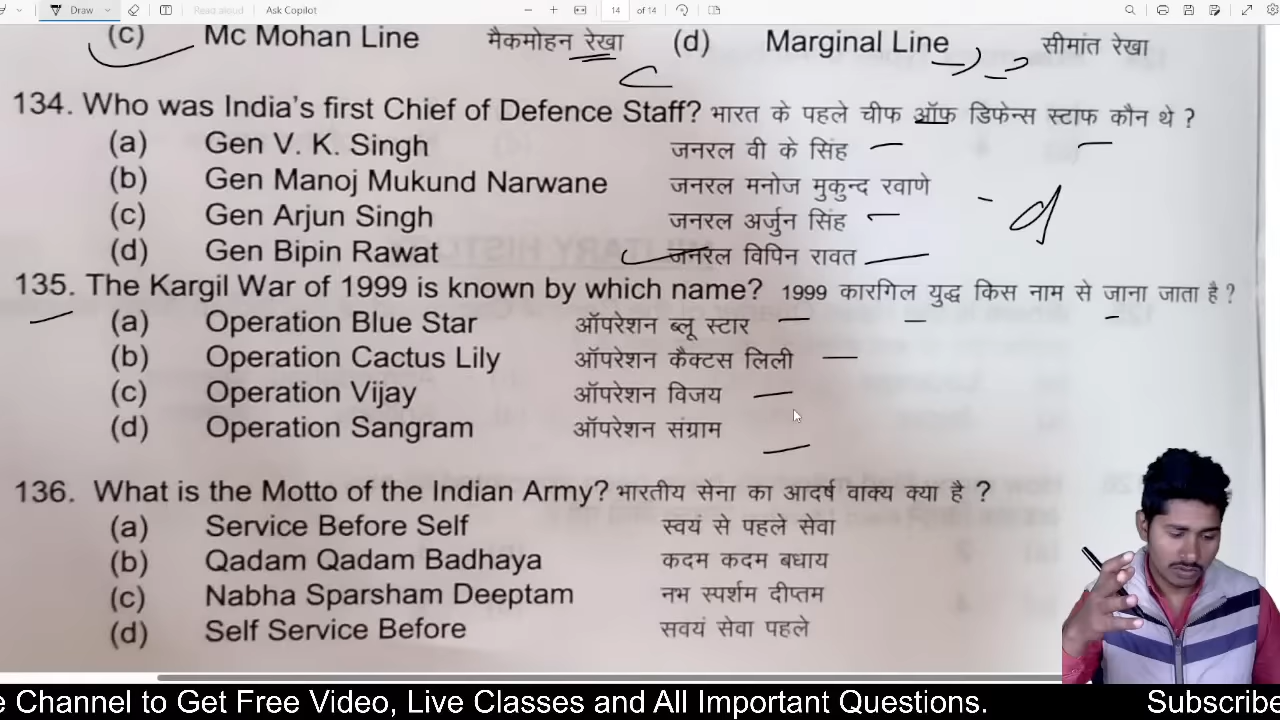 Draw Read aloud Ask Copilot 14 of 14
(c) Mc Mohan Line मैकमोहन रेखा (d) Marginal Line सीमांत रेखा
C
134. Who was India's first Chief of Defence Staff? भारत के पहले चीफ ऑफ डिफेन्स स्टाफ कौन थे ?
(a) Gen V. K. Singh जनरल वी के सिंह
(b) Gen Manoj Mukund Narwane जनरल मनोज मुकुन्द रवाणे
(c) Gen Arjun Singh जनरल अर्जुन सिंह
d
(d) Gen Bipin Rawat जनरल विपिन रावत
135. The Kargil War of 1999 is known by which name? 1999 कारगिल युद्ध किस नाम से जाना जाता है ?
(a) Operation Blue Star ऑपरेशन ब्लू स्टार
(b) Operation Cactus Lily ऑपरेशन कैक्टस लिली
(c) Operation Vijay ऑपरेशन विजय
(d) Operation Sangram ऑपरेशन संग्राम
136. What is the Motto of the Indian Army? भारतीय सेना का आदर्ष वाक्य क्या है ?
(a) Service Before Self स्वयं से पहले सेवा
(b) Qadam Qadam Badhaya कदम कदम बधाय
(c) Nabha Sparsham Deeptam नभ स्पर्शम दीप्तम
(d) Self Service Before सवयं सेवा पहले
e Channel to Get Free Video, Live Classes and All Important Questions. Subscribe